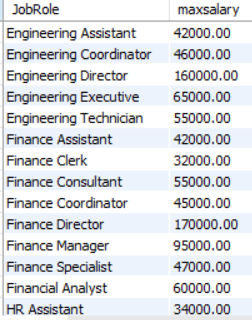 JobRole maxsalary
Engineering Assistant 42000.00
Engineering Coordinator 46000.00
Engineering Director 160000.00
Engineering Executive 65000.00
Engineering Technician 55000.00
Finance Assistant 42000.00
Finance Clerk 32000.00
Finance Consultant 55000.00
Finance Coordinator 45000.00
Finance Director 170000.00
Finance Manager 95000.00
Finance Specialist 47000.00
Financial Analyst 60000.00
HR Assistant 34000.00